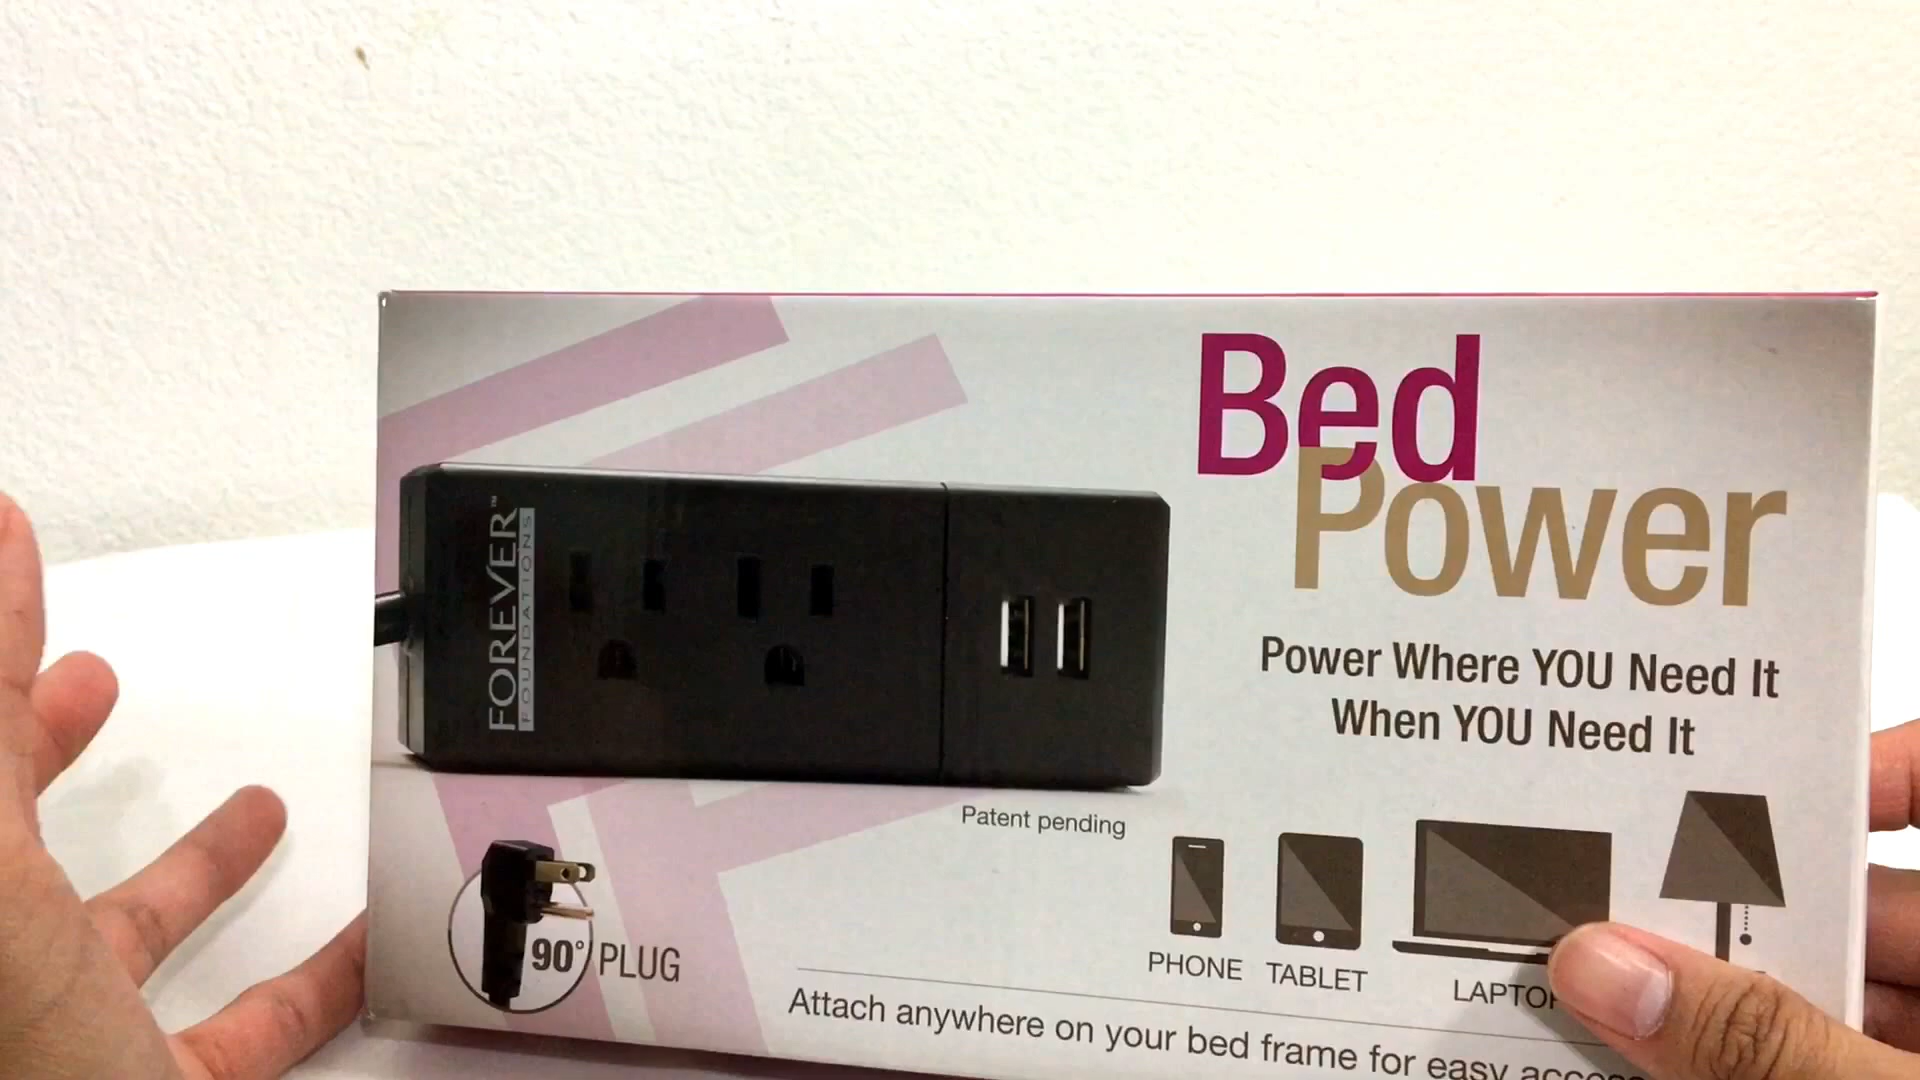 Bed
Power
Power Where YOU Need It
When YOU Need It
FOREVER™
FOUNDATIONS
Patent pending
90° PLUG
PHONE TABLET
Attach anywhere on your bed frame for easy